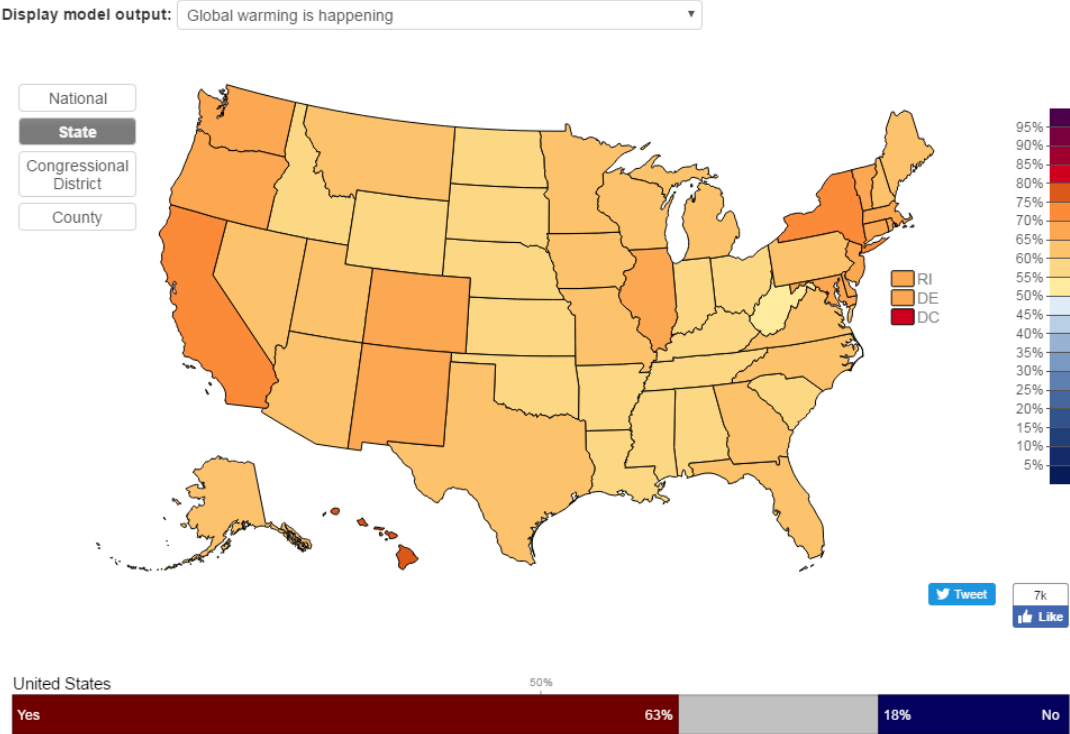 Display model output: Global warming is happening
National
State
Congressional
District
County
95%
90%
85%
80%
75%
70%
65%
60%
55%
50%
45%
40%
35%
30%
25%
20%
15%
10%
5%
RI
DE
DC
Tweet
7k
Like
United States
50%
Yes 63% 18% No